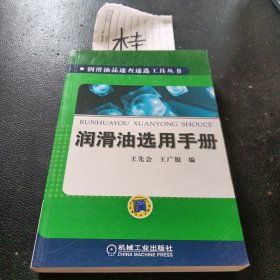 桂
润滑油品速查速选工具丛书
RUNHUAYOU XUANYONG SHOUCE
润滑油选用手册
王先会 王广银 编
机械工业出版社
CHINA MACHINE PRESS